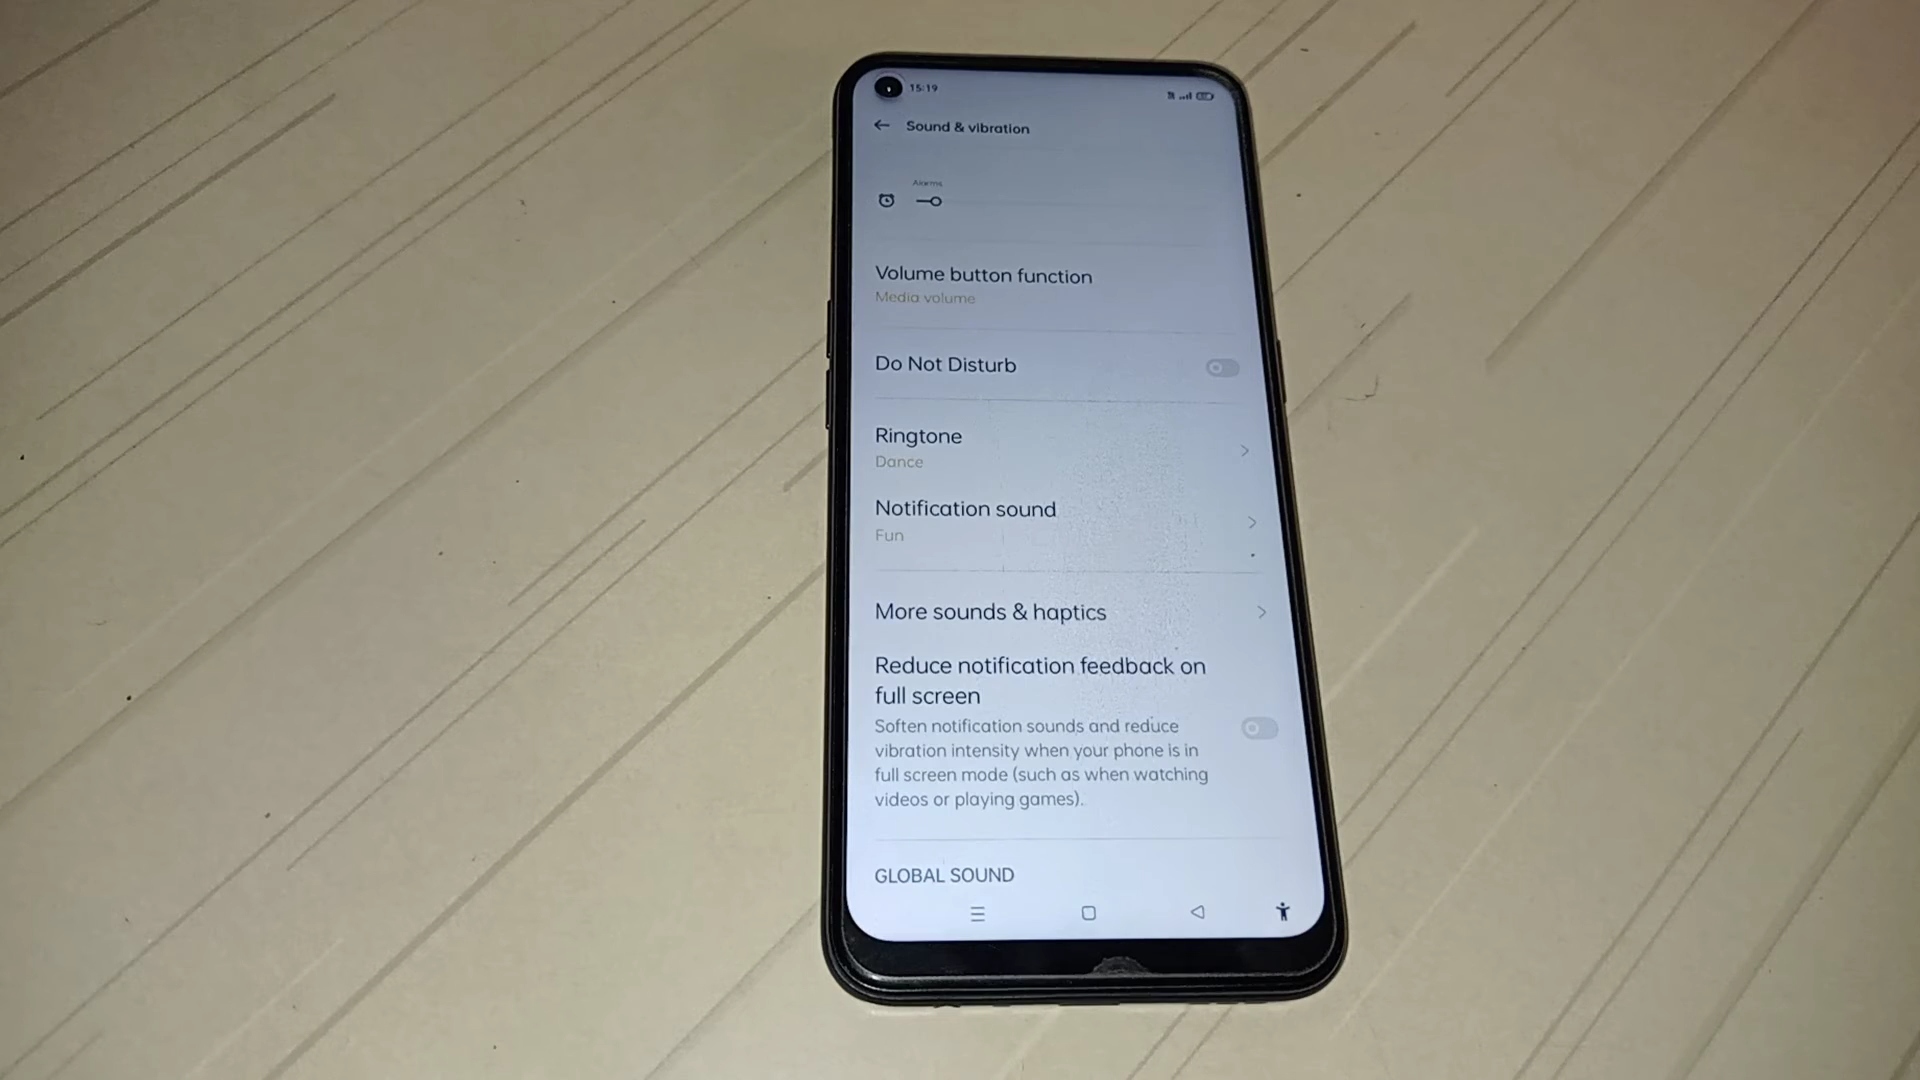 15:19
Sound & vibration
Alarms
Volume button function
Media volume
Do Not Disturb
Ringtone
Dance
Notification sound
Fun
More sounds & haptics
Reduce notification feedback on
full screen
Soften notification sounds and reduce
vibration intensity when your phone is in
full screen mode (such as when watching
videos or playing games).
GLOBAL SOUND